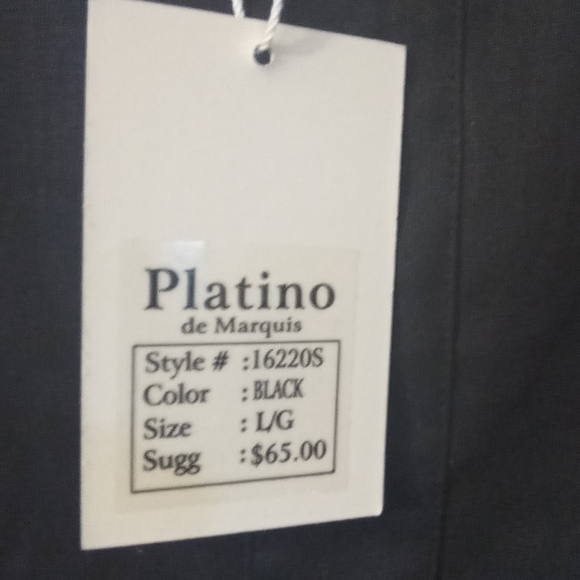 Platino
de Marquis
Style # :16220S
Color : BLACK
Size : L/G
Sugg :$65.00